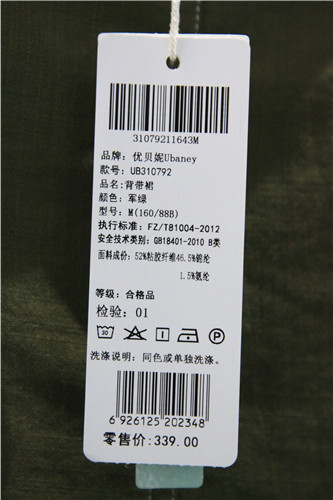 31079211643M
品牌: 优贝妮Ubaney
款号: UB310792
品名:背带裙
颜色: 军绿
型号: M(160/88B)
执行标准: FZ/T81004-2012
安全技术类别: GB18401-2010 B类
面料成份: 52%粘胶纤维46.5%锦纶
1.5%氨纶
等级: 合格品
检验: 01
30
P
洗涤说明: 同色或单独洗涤.
6 926125 202348
零售价:339.00